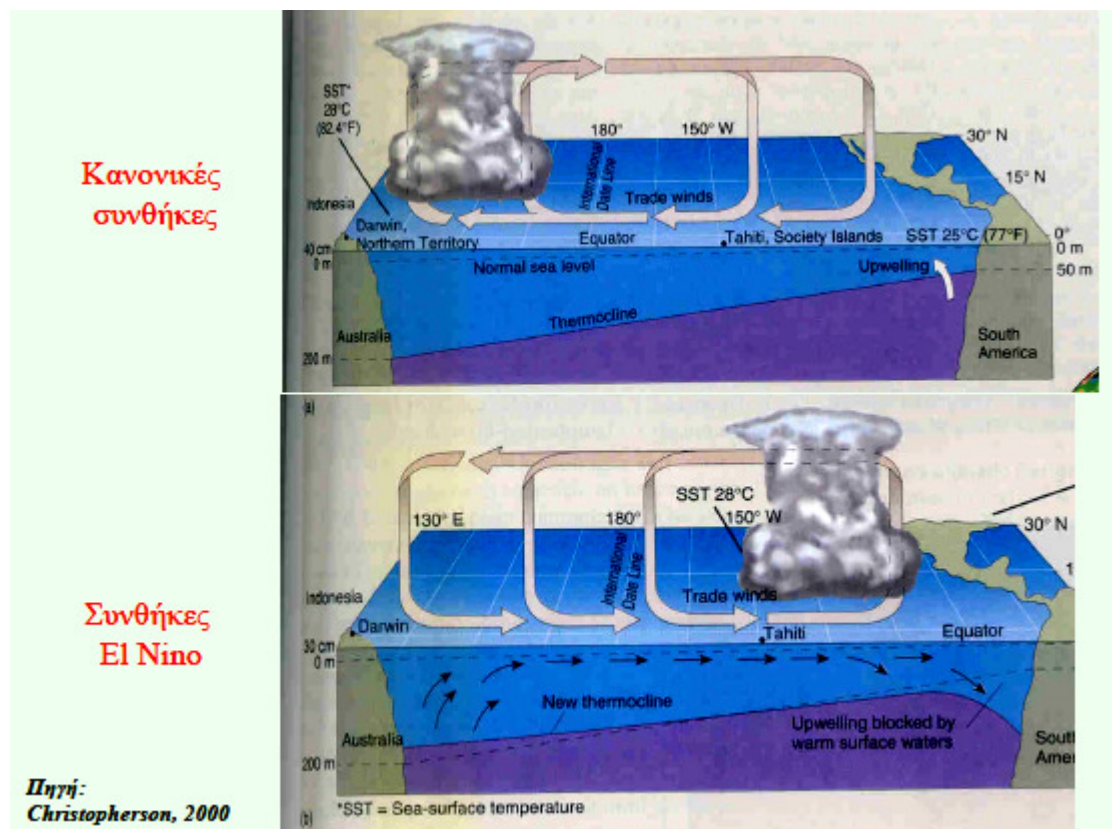 Κανονικές
συνθήκες
SST*
28°C
(82.4°F)
180°
150° W
30° N
15° N
International
Date Line
Trade winds
Indonesia
Darwin,
Northern Territory
Equator
Tahiti, Society Islands
SST 25°C (77°F)
0°
40 cm
0 m
0 m
Normal sea level
Upwelling
50 m
Thermocline
Australia
South
America
200 m
(a)
Συνθήκες
El Nino
SST 28°C
130° E
180°
150° W
30° N
1
International
Date Line
Trade winds
Indonesia
Darwin
Tahiti
Equator
30 cm
0 m
New thermocline
Upwelling blocked by
warm surface waters
Australia
Sout
Amer
200 m
*SST = Sea-surface temperature
(b)
Πηγή:
Christopherson, 2000